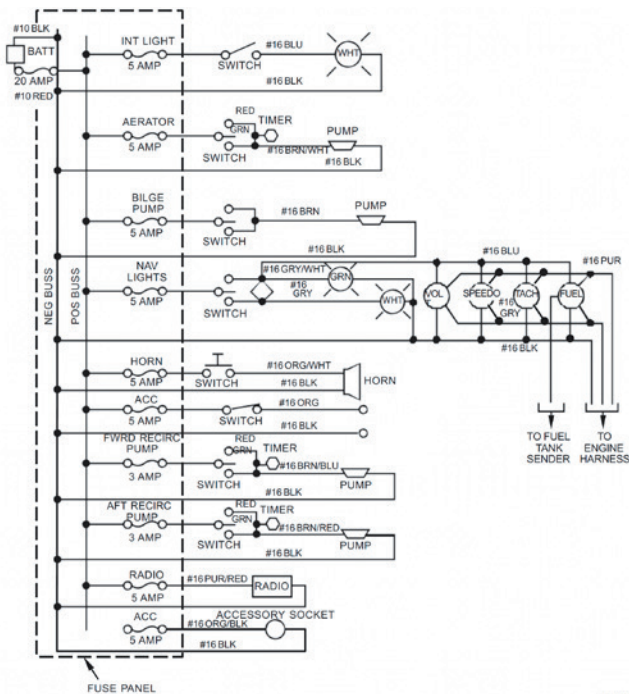 #10 BLK
BATT
20 AMP
#10 RED
INT LIGHT
5 AMP
SWITCH
#16 BLU
WHT
#16 BLK
AERATOR
5 AMP
RED
GRN
TIMER
SWITCH
#16 BRN/WHT
PUMP
#16 BLK
BILGE
PUMP
5 AMP
SWITCH
#16 BRN
PUMP
#16 BLK
NAV
LIGHTS
5 AMP
SWITCH
#16 GRY/WHT
GRN
#16
GRY
WHT
#16 BLU
#16 PUR
VOL
T
SPEEDO
#16
GRY
TACH
FUEL
#16 BLK
NEG BUSS
POS BUSS
HORN
5 AMP
SWITCH
#16 ORG/WHT
#16 BLK
HORN
ACC
5 AMP
SWITCH
#16 ORG
#16 BLK
TO FUEL
TANK
SENDER
TO
ENGINE
HARNESS
FWRD RECIRC
PUMP
3 AMP
RED
GRN
TIMER
SWITCH
#16 BRN/BLU
PUMP
#16 BLK
AFT RECIRC
PUMP
3 AMP
RED
GRN
TIMER
SWITCH
#16 BRN/RED
PUMP
#16 BLK
RADIO
5 AMP
#16 PUR/RED
RADIO
ACC
5 AMP
ACCESSORY SOCKET
#16 ORG/BLK
#16 BLK
FUSE PANEL